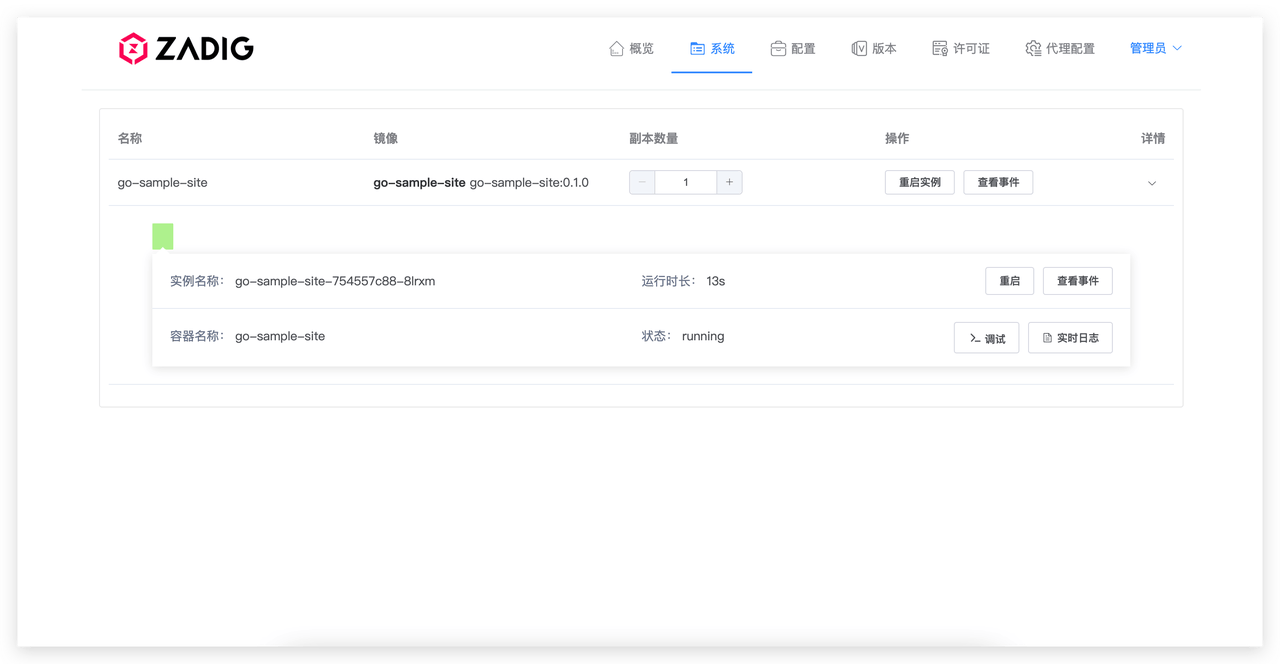 ZADIG 概览 系统 配置 版本 许可证 代理配置 管理员
名称 镜像 副本数量 操作 详情
go-sample-site go-sample-site go-sample-site:0.1.0 − 1 + 重启实例 查看事件
实例名称： go-sample-site-754557c88-8lrxm 运行时长： 13s 重启 查看事件
容器名称： go-sample-site 状态： running 调试 实时日志